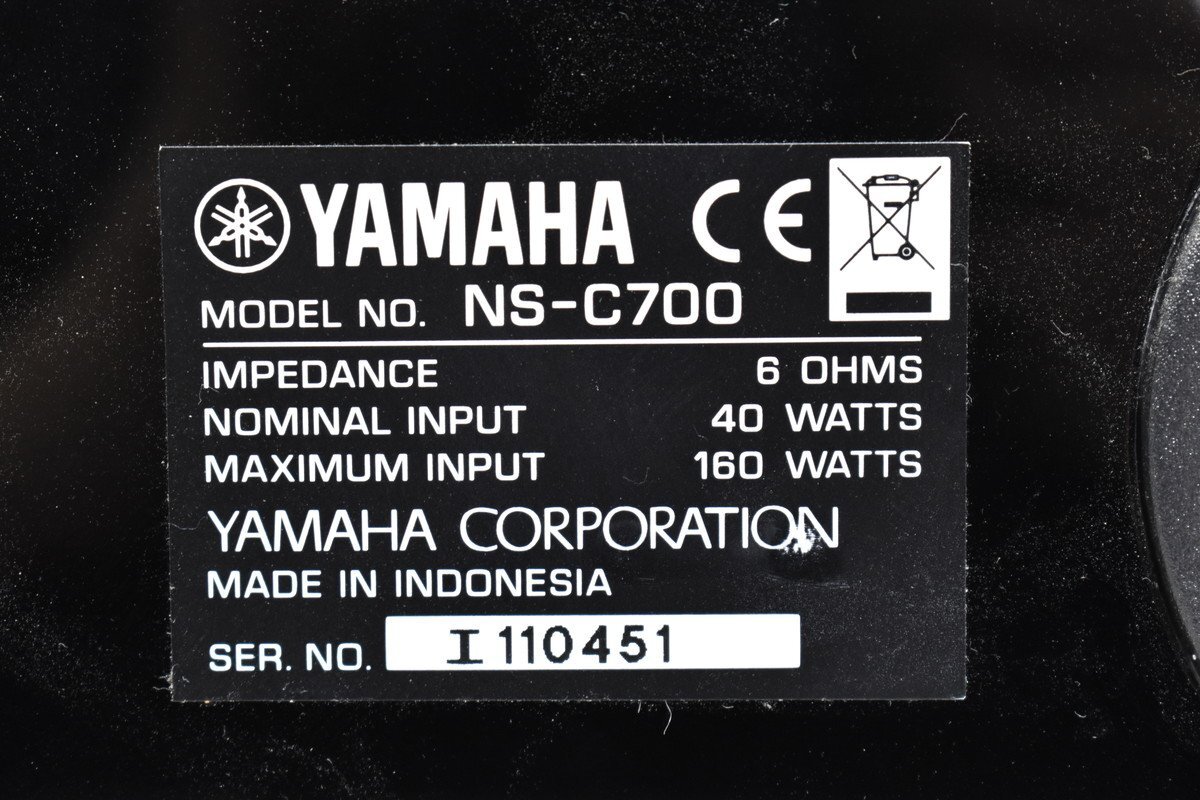 YAMAHA CE
MODEL NO. NS-C700
IMPEDANCE 6 OHMS
NOMINAL INPUT 40 WATTS
MAXIMUM INPUT 160 WATTS
YAMAHA CORPORATION
MADE IN INDONESIA
SER. NO. I110451